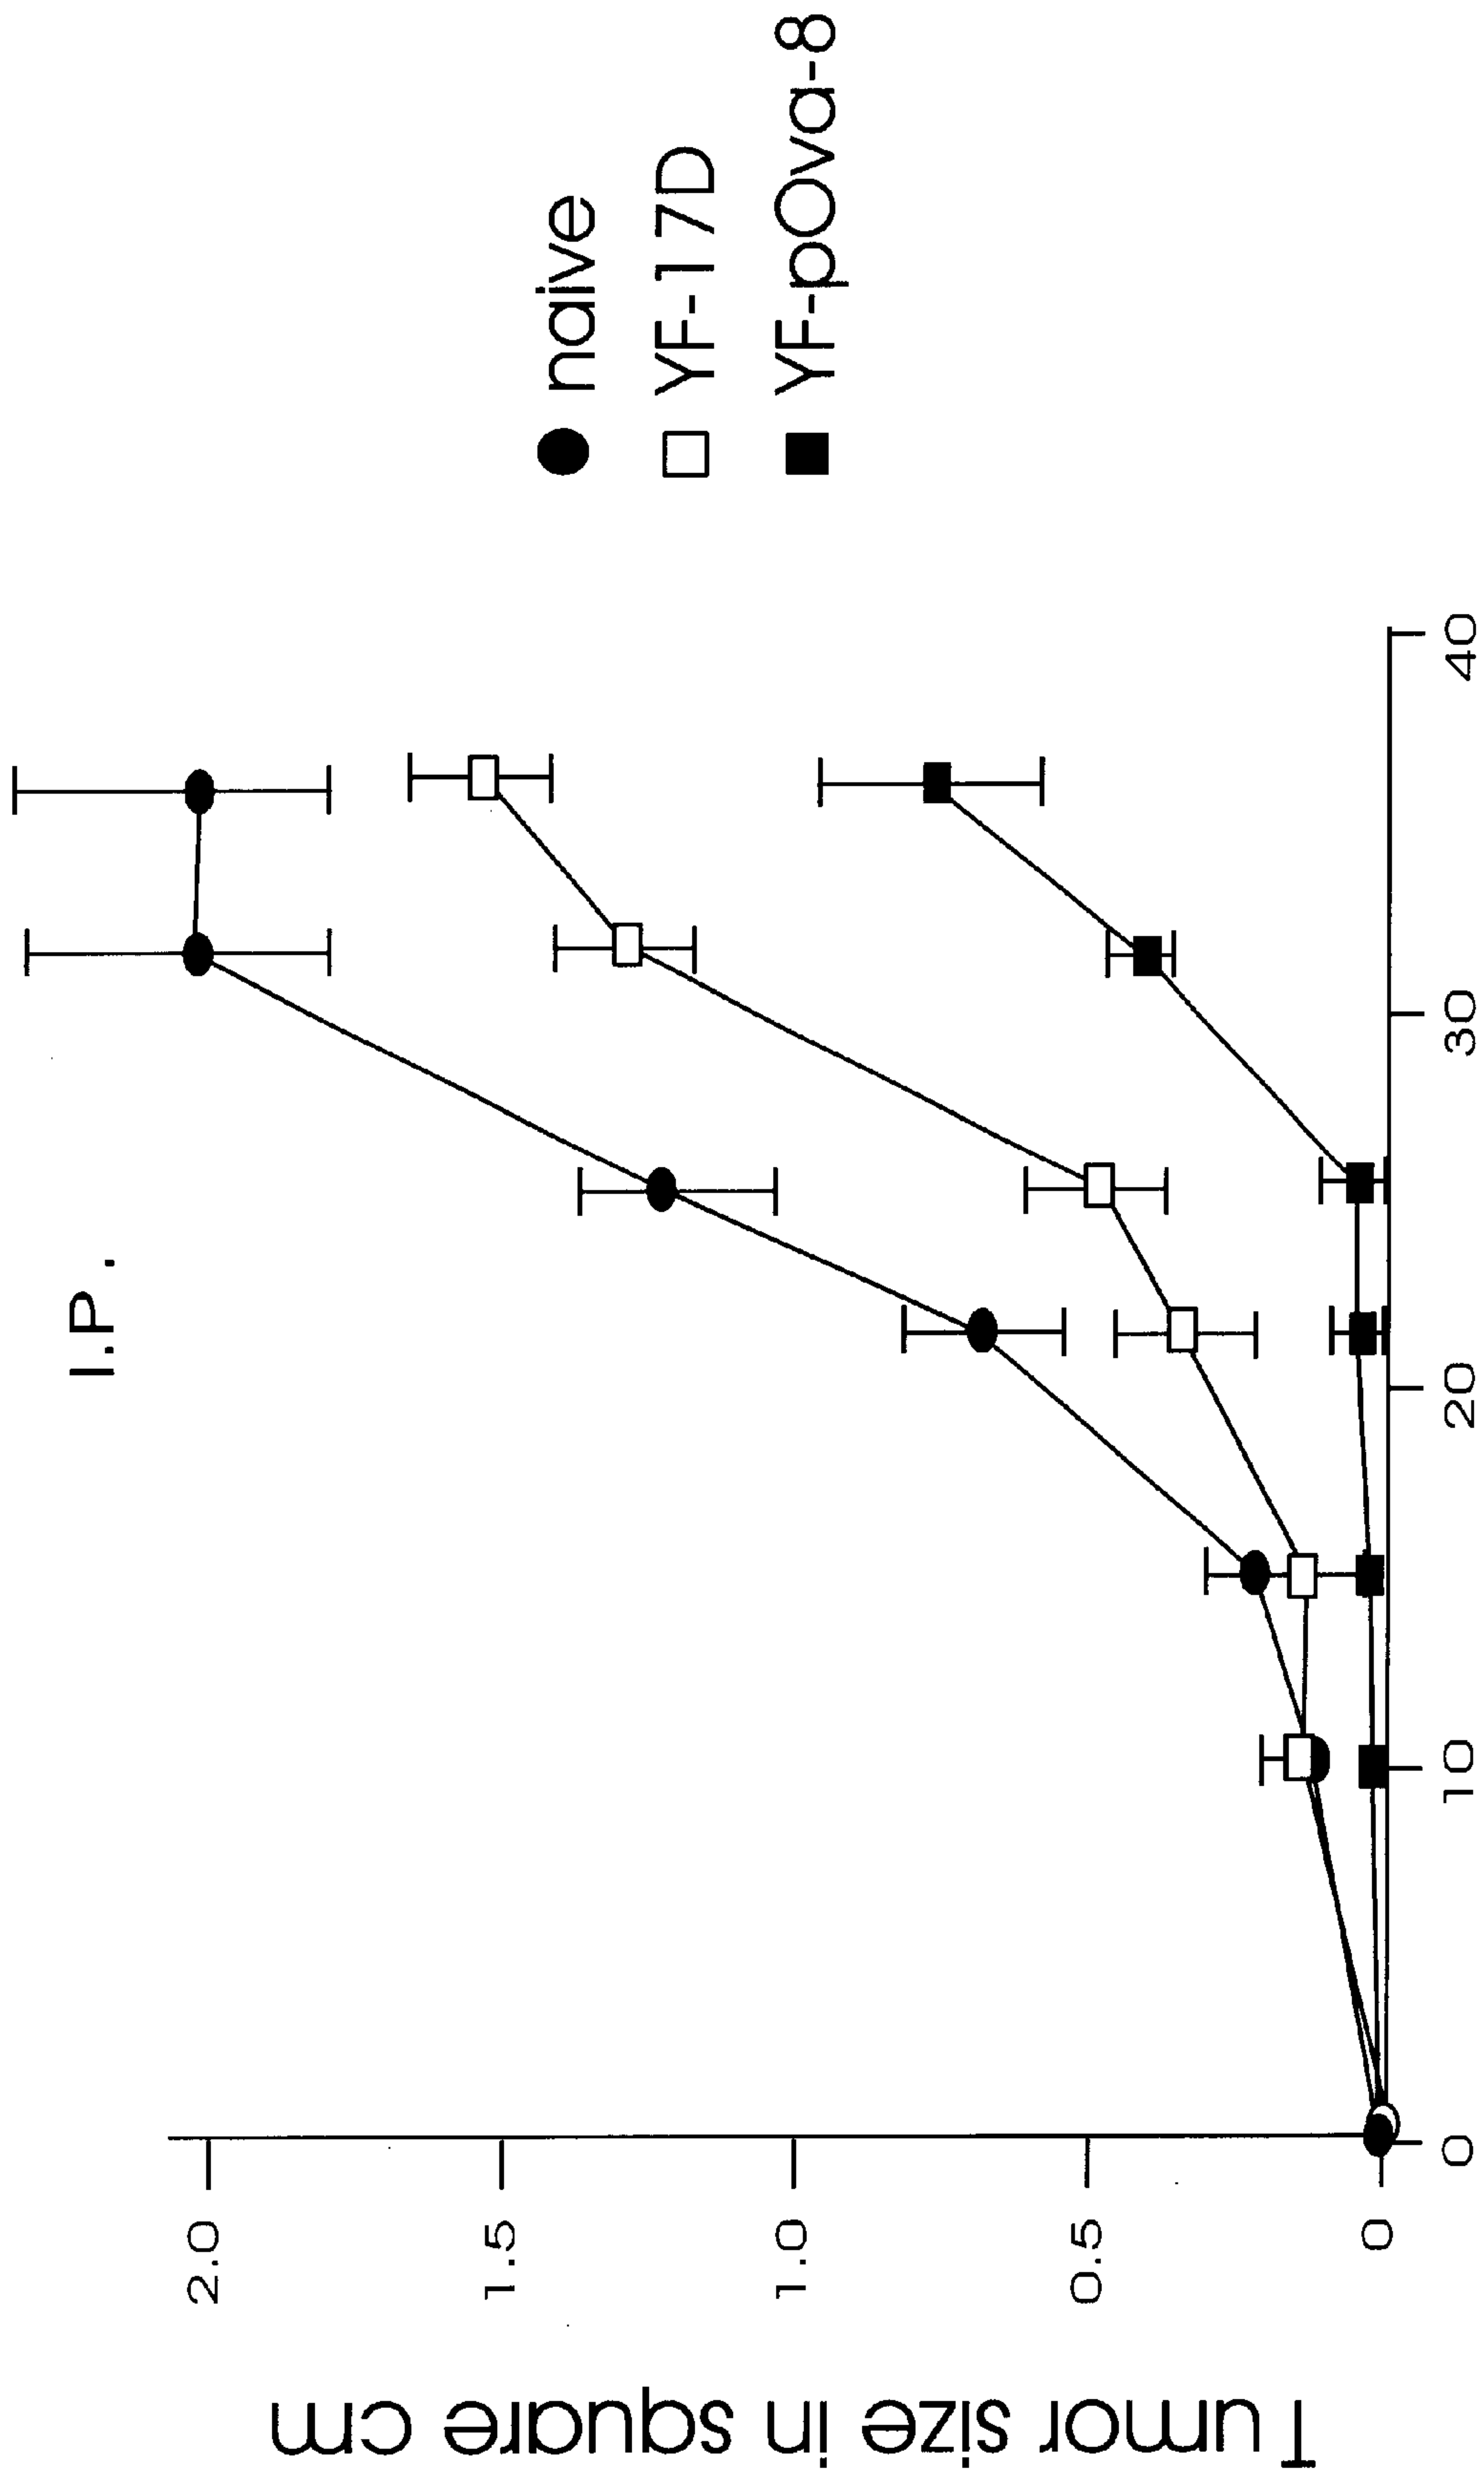 I.P.
naive
YF-17D
YF-pOva-8
Tumor size in square cm
2.0
1.5
1.0
0.5
0
0
10
20
30
40